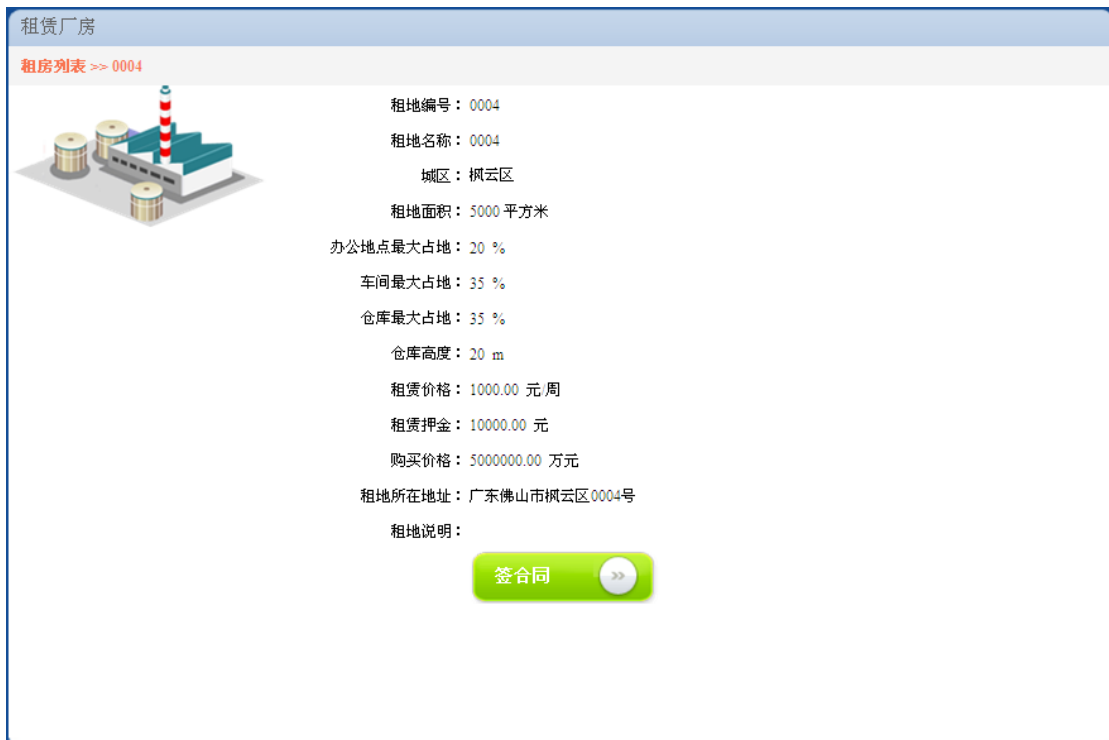 租赁厂房
租房列表 >> 0004
租地编号：0004
租地名称：0004
城区：枫云区
租地面积：5000 平方米
办公地点最大占地：20 %
车间最大占地：35 %
仓库最大占地：35 %
仓库高度：20 m
租赁价格：1000.00 元/周
租赁押金：10000.00 元
购买价格：5000000.00 万元
租地所在地址：广东佛山市枫云区0004号
租地说明：
签合同 >>